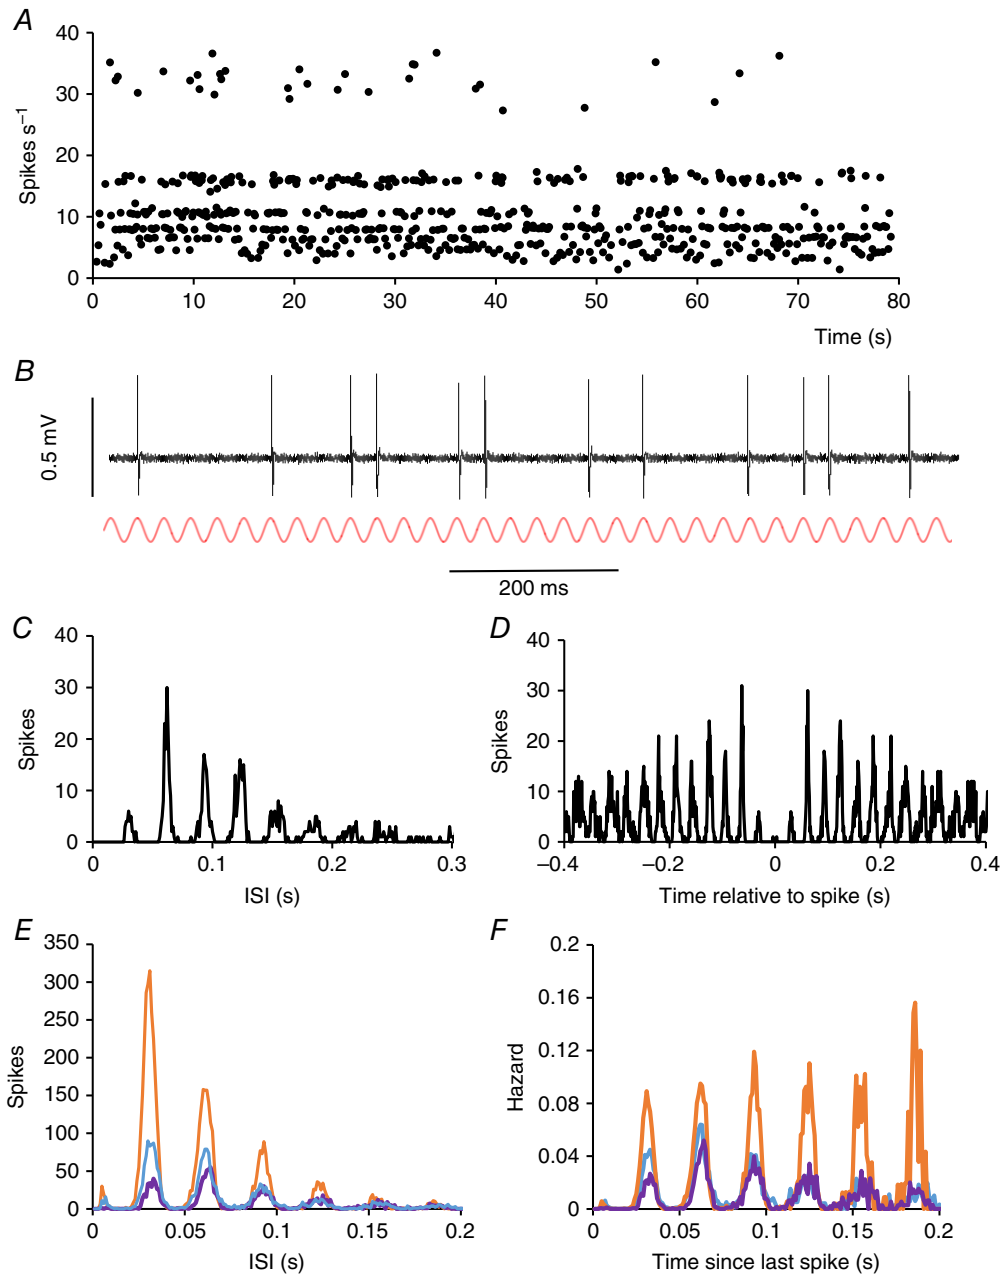 A
40
30
20
10
0
Spikes s⁻¹
0 10 20 30 40 50 60 70 80
Time (s)
B
0.5 mV
200 ms
C
40
30
20
10
0
Spikes
0 0.1 0.2 0.3
ISI (s)
D
40
30
20
10
0
Spikes
–0.4 –0.2 0 0.2 0.4
Time relative to spike (s)
E
350
300
250
200
150
100
50
0
Spikes
0 0.05 0.1 0.15 0.2
ISI (s)
F
0.2
0.16
0.12
0.08
0.04
0
Hazard
0 0.05 0.1 0.15 0.2
Time since last spike (s)